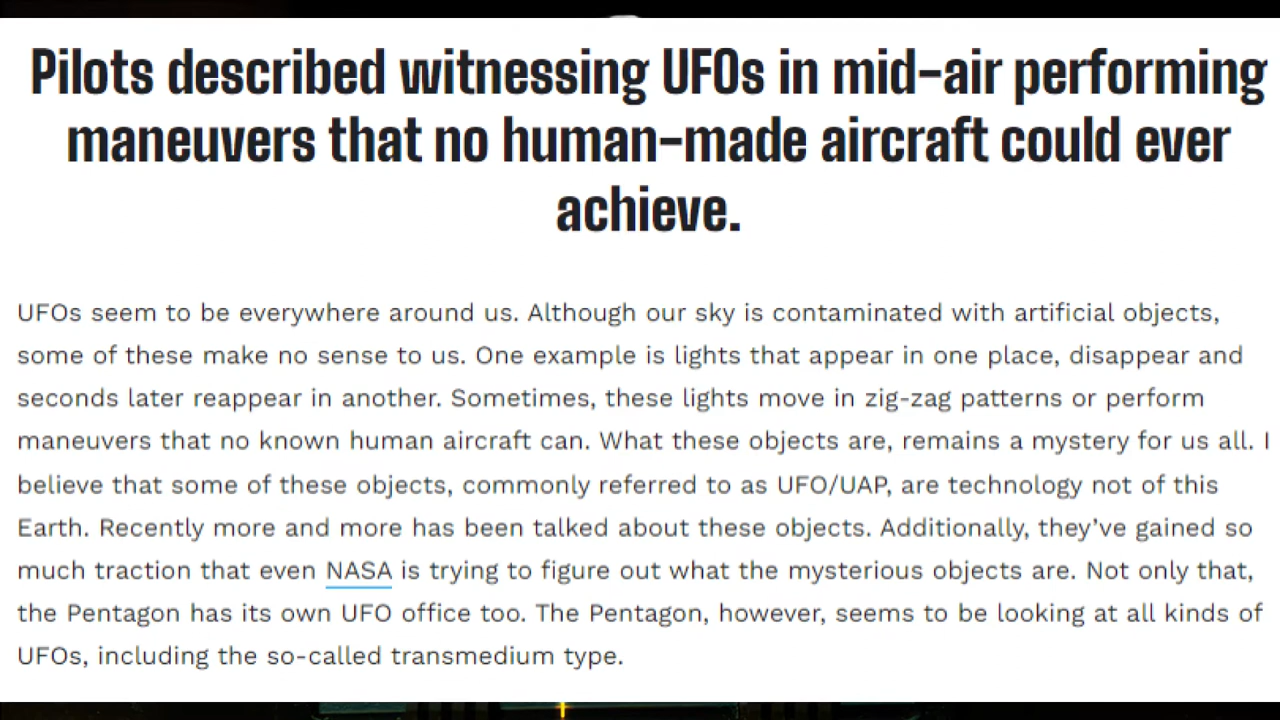 Pilots described witnessing UFOs in mid-air performing
maneuvers that no human-made aircraft could ever
achieve.
UFOs seem to be everywhere around us. Although our sky is contaminated with artificial objects,
some of these make no sense to us. One example is lights that appear in one place, disappear and
seconds later reappear in another. Sometimes, these lights move in zig-zag patterns or perform
maneuvers that no known human aircraft can. What these objects are, remains a mystery for us all. I
believe that some of these objects, commonly referred to as UFO/UAP, are technology not of this
Earth. Recently more and more has been talked about these objects. Additionally, they’ve gained so
much traction that even NASA is trying to figure out what the mysterious objects are. Not only that,
the Pentagon has its own UFO office too. The Pentagon, however, seems to be looking at all kinds of
UFOs, including the so-called transmedium type.